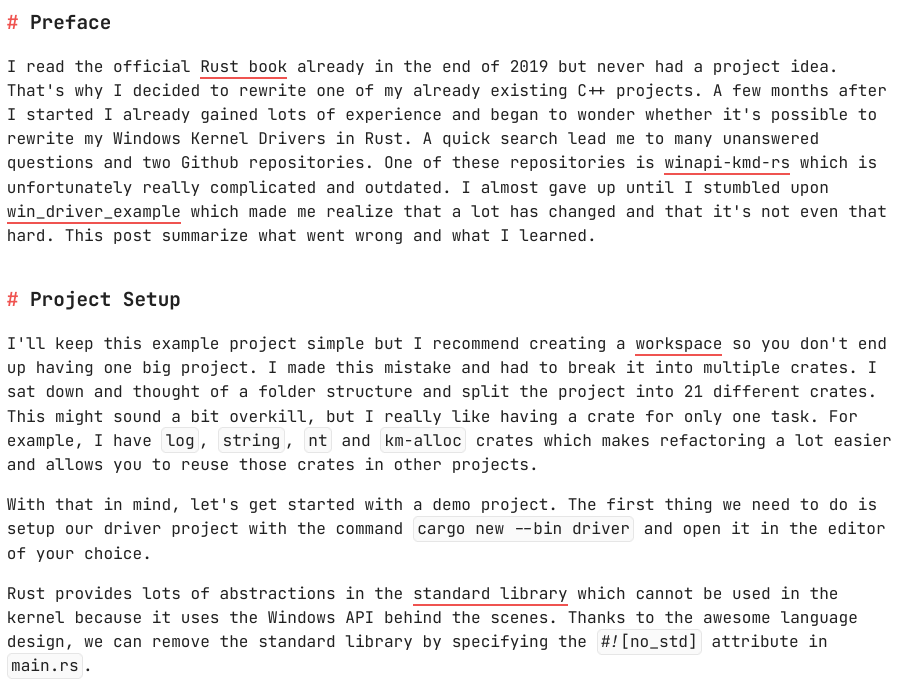 # Preface
I read the official Rust book already in the end of 2019 but never had a project idea.
That's why I decided to rewrite one of my already existing C++ projects. A few months after
I started I already gained lots of experience and began to wonder whether it's possible to
rewrite my Windows Kernel Drivers in Rust. A quick search lead me to many unanswered
questions and two Github repositories. One of these repositories is winapi-kmd-rs which is
unfortunately really complicated and outdated. I almost gave up until I stumbled upon
win_driver_example which made me realize that a lot has changed and that it's not even that
hard. This post summarize what went wrong and what I learned.
# Project Setup
I'll keep this example project simple but I recommend creating a workspace so you don't end
up having one big project. I made this mistake and had to break it into multiple crates. I
sat down and thought of a folder structure and split the project into 21 different crates.
This might sound a bit overkill, but I really like having a crate for only one task. For
example, I have log, string, nt and km-alloc crates which makes refactoring a lot easier
and allows you to reuse those crates in other projects.
With that in mind, let's get started with a demo project. The first thing we need to do is
setup our driver project with the command cargo new --bin driver and open it in the editor
of your choice.
Rust provides lots of abstractions in the standard library which cannot be used in the
kernel because it uses the Windows API behind the scenes. Thanks to the awesome language
design, we can remove the standard library by specifying the #![no_std] attribute in
main.rs.